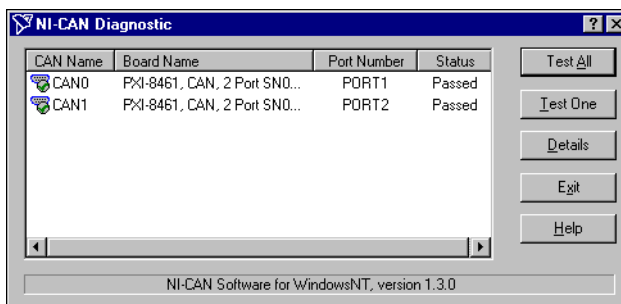 NI-CAN Diagnostic
CAN Name Board Name Port Number Status
CAN0 PXI-8461, CAN, 2 Port SN0... PORT1 Passed
CAN1 PXI-8461, CAN, 2 Port SN0... PORT2 Passed
Test All
Test One
Details
Exit
Help
NI-CAN Software for WindowsNT, version 1.3.0